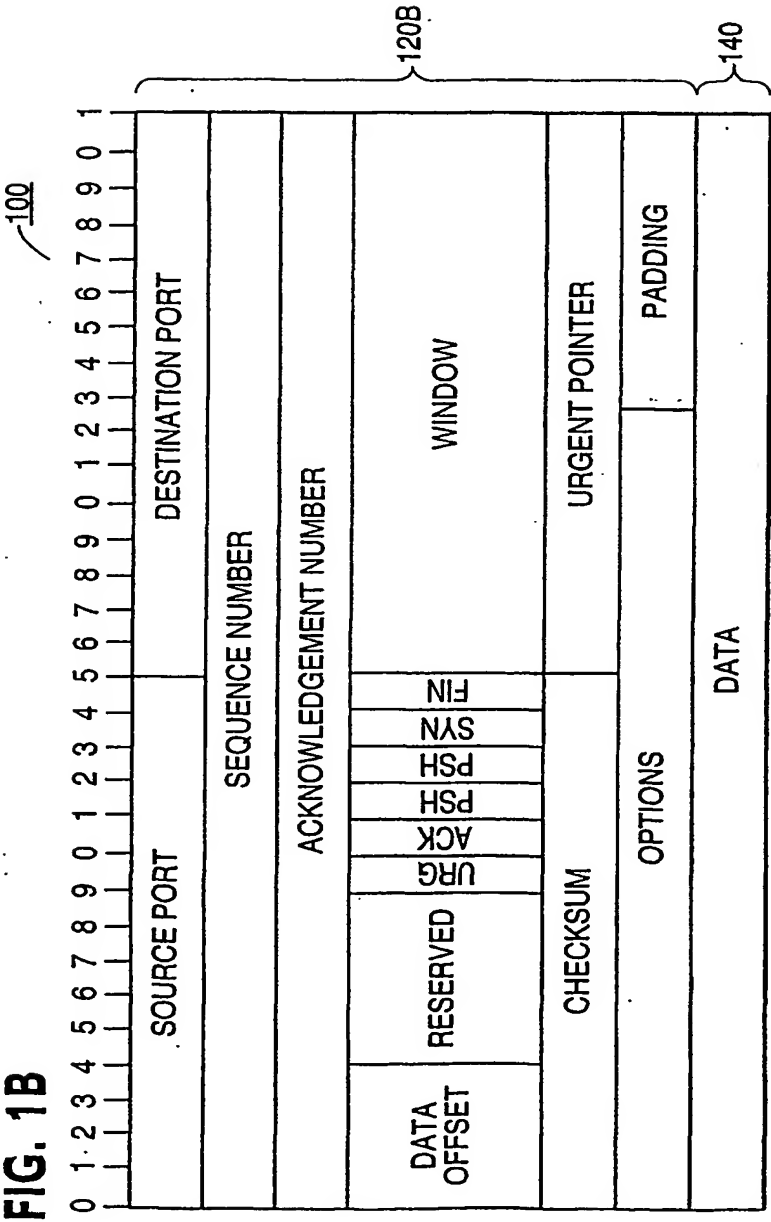 FIG. 1B
100
0 1 2 3 4 5 6 7 8 9 0 1 2 3 4 5 6 7 8 9 0 1 2 3 4 5 6 7 8 9 0 1
SOURCE PORT DESTINATION PORT
SEQUENCE NUMBER
ACKNOWLEDGEMENT NUMBER
DATA OFFSET RESERVED URG ACK PSH PSH SYN FIN WINDOW
CHECKSUM URGENT POINTER
OPTIONS PADDING
120B
DATA
140